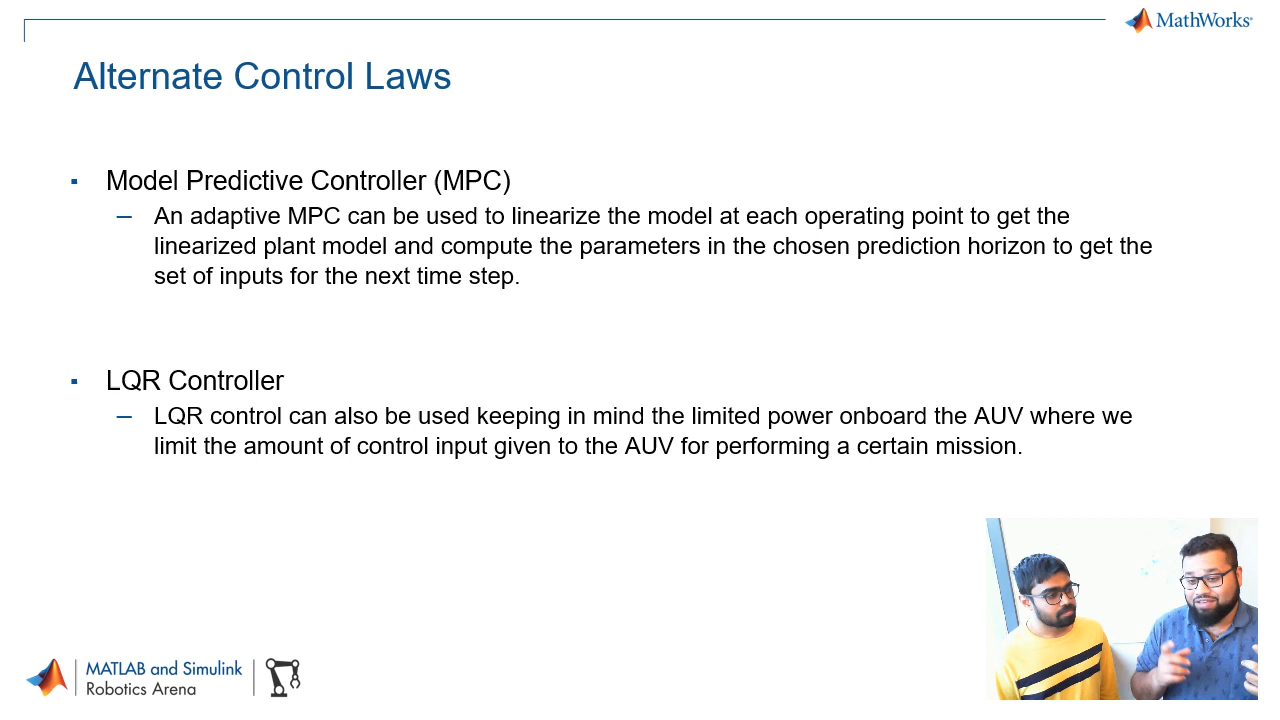 MathWorks®
Alternate Control Laws
▪ Model Predictive Controller (MPC)
– An adaptive MPC can be used to linearize the model at each operating point to get the
linearized plant model and compute the parameters in the chosen prediction horizon to get the
set of inputs for the next time step.
▪ LQR Controller
– LQR control can also be used keeping in mind the limited power onboard the AUV where we
limit the amount of control input given to the AUV for performing a certain mission.
MATLAB and Simulink
Robotics Arena